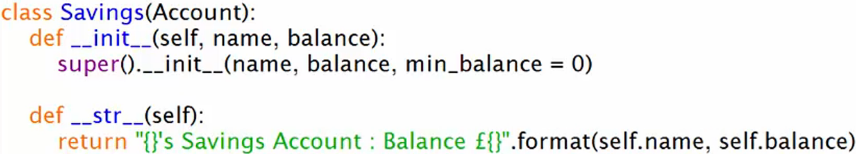 class Savings(Account):
def __init__(self, name, balance):
super().__init__(name, balance, min_balance = 0)
def __str__(self):
return "{}'s Savings Account : Balance £{}".format(self.name, self.balance)